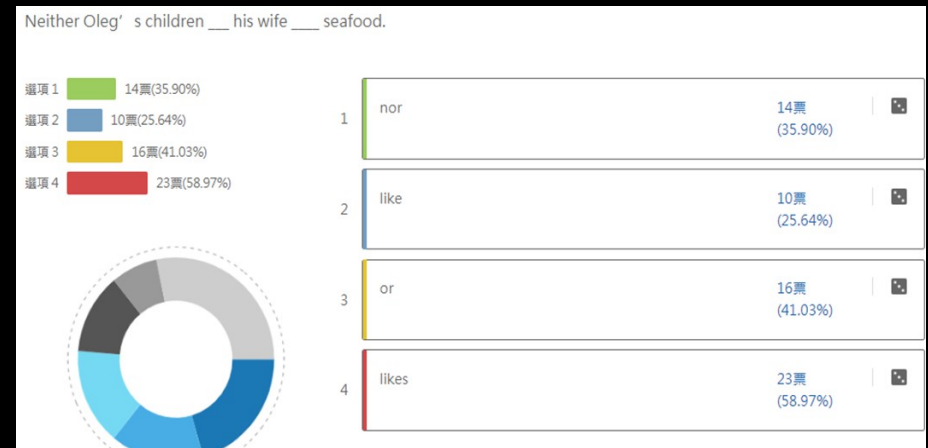 Neither Oleg’s children __ his wife ___ seafood.
選項 1 14票(35.90%)
選項 2 10票(25.64%)
選項 3 16票(41.03%)
選項 4 23票(58.97%)
1 nor 14票
(35.90%)
2 like 10票
(25.64%)
3 or 16票
(41.03%)
4 likes 23票
(58.97%)